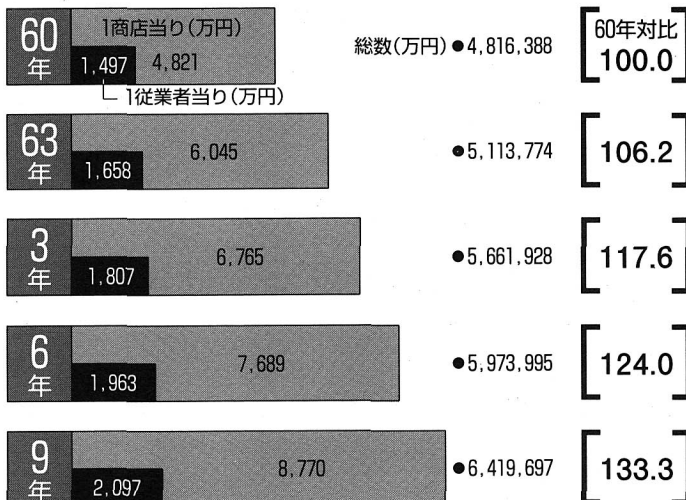 60年
1商店当り(万円)
1,497 4,821
1従業者当り(万円)
総数(万円)●4,816,388
60年対比
100.0
63年
6,045
1,658
●5,113,774
106.2
3年
6,765
1,807
●5,661,928
117.6
6年
7,689
1,963
●5,973,995
124.0
9年
8,770
2,097
●6,419,697
133.3